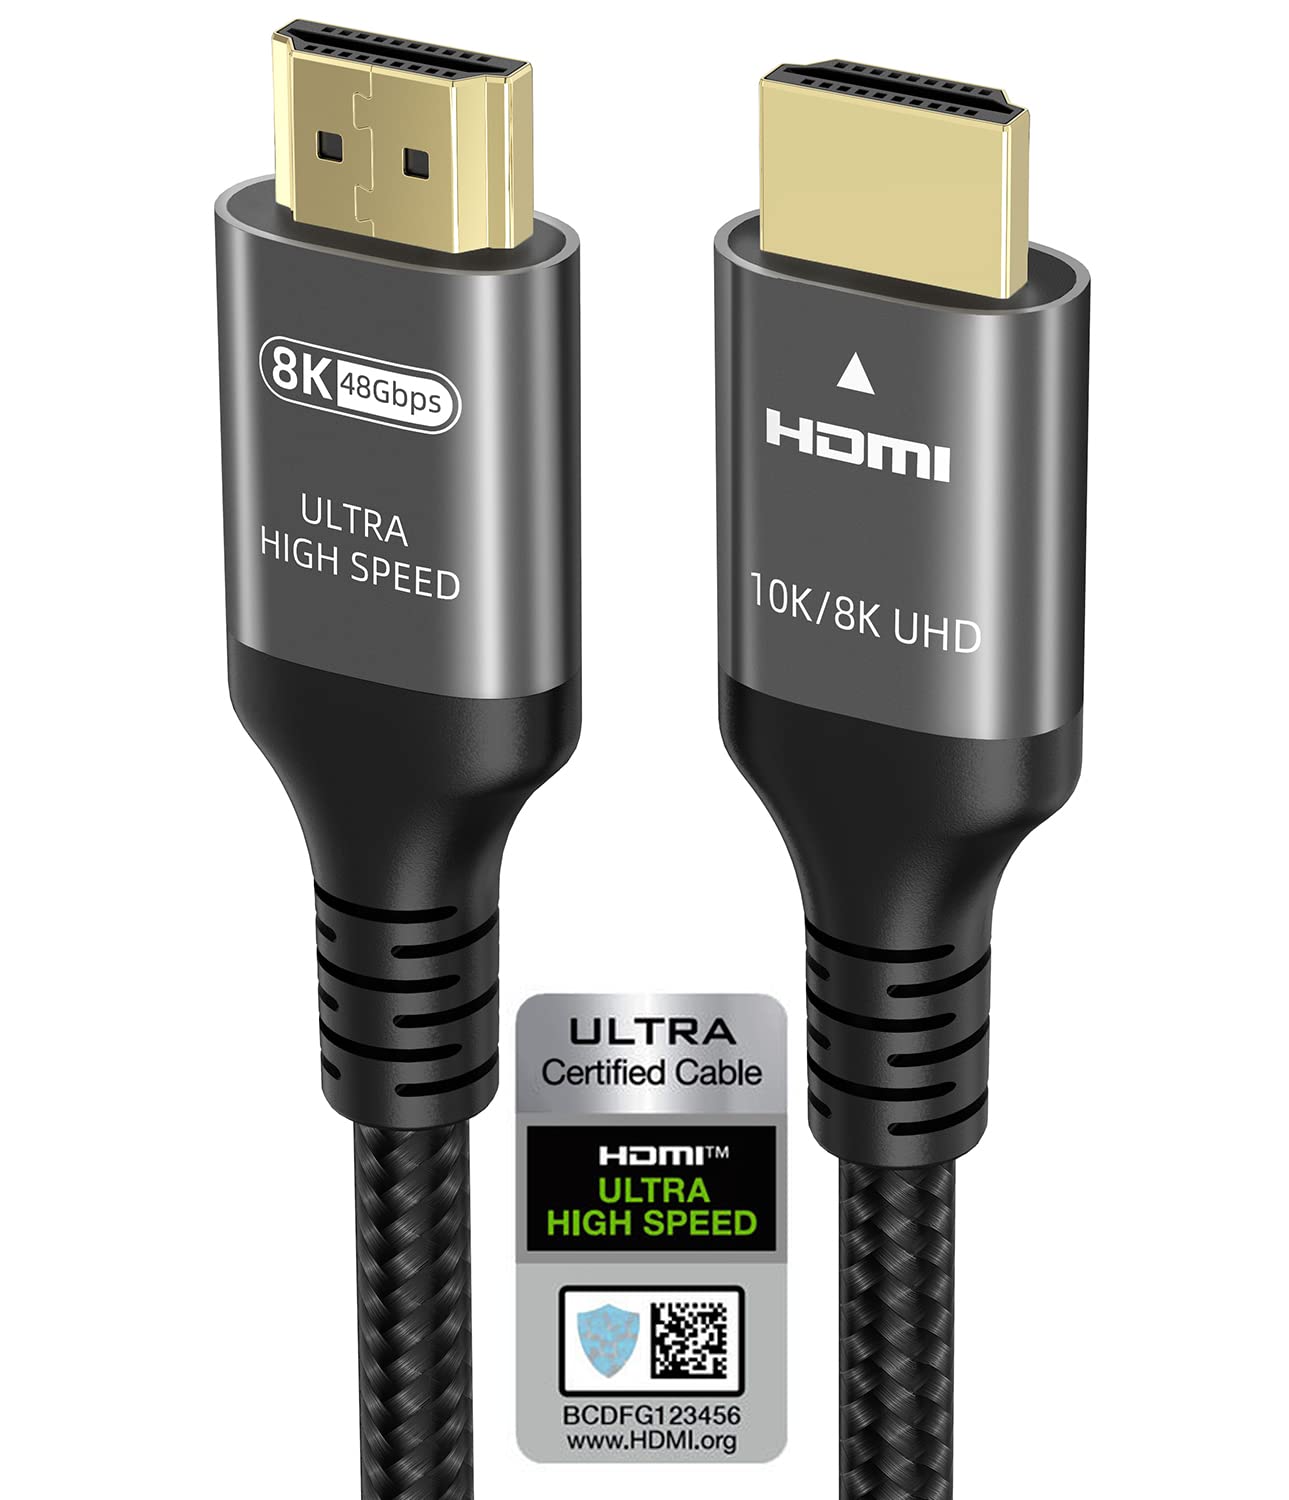 8K 48Gbps
ULTRA
HIGH SPEED
HDMI
10K/8K UHD
ULTRA
Certified Cable
HDMI™
ULTRA
HIGH SPEED
BCDFG123456
www.HDMI.org